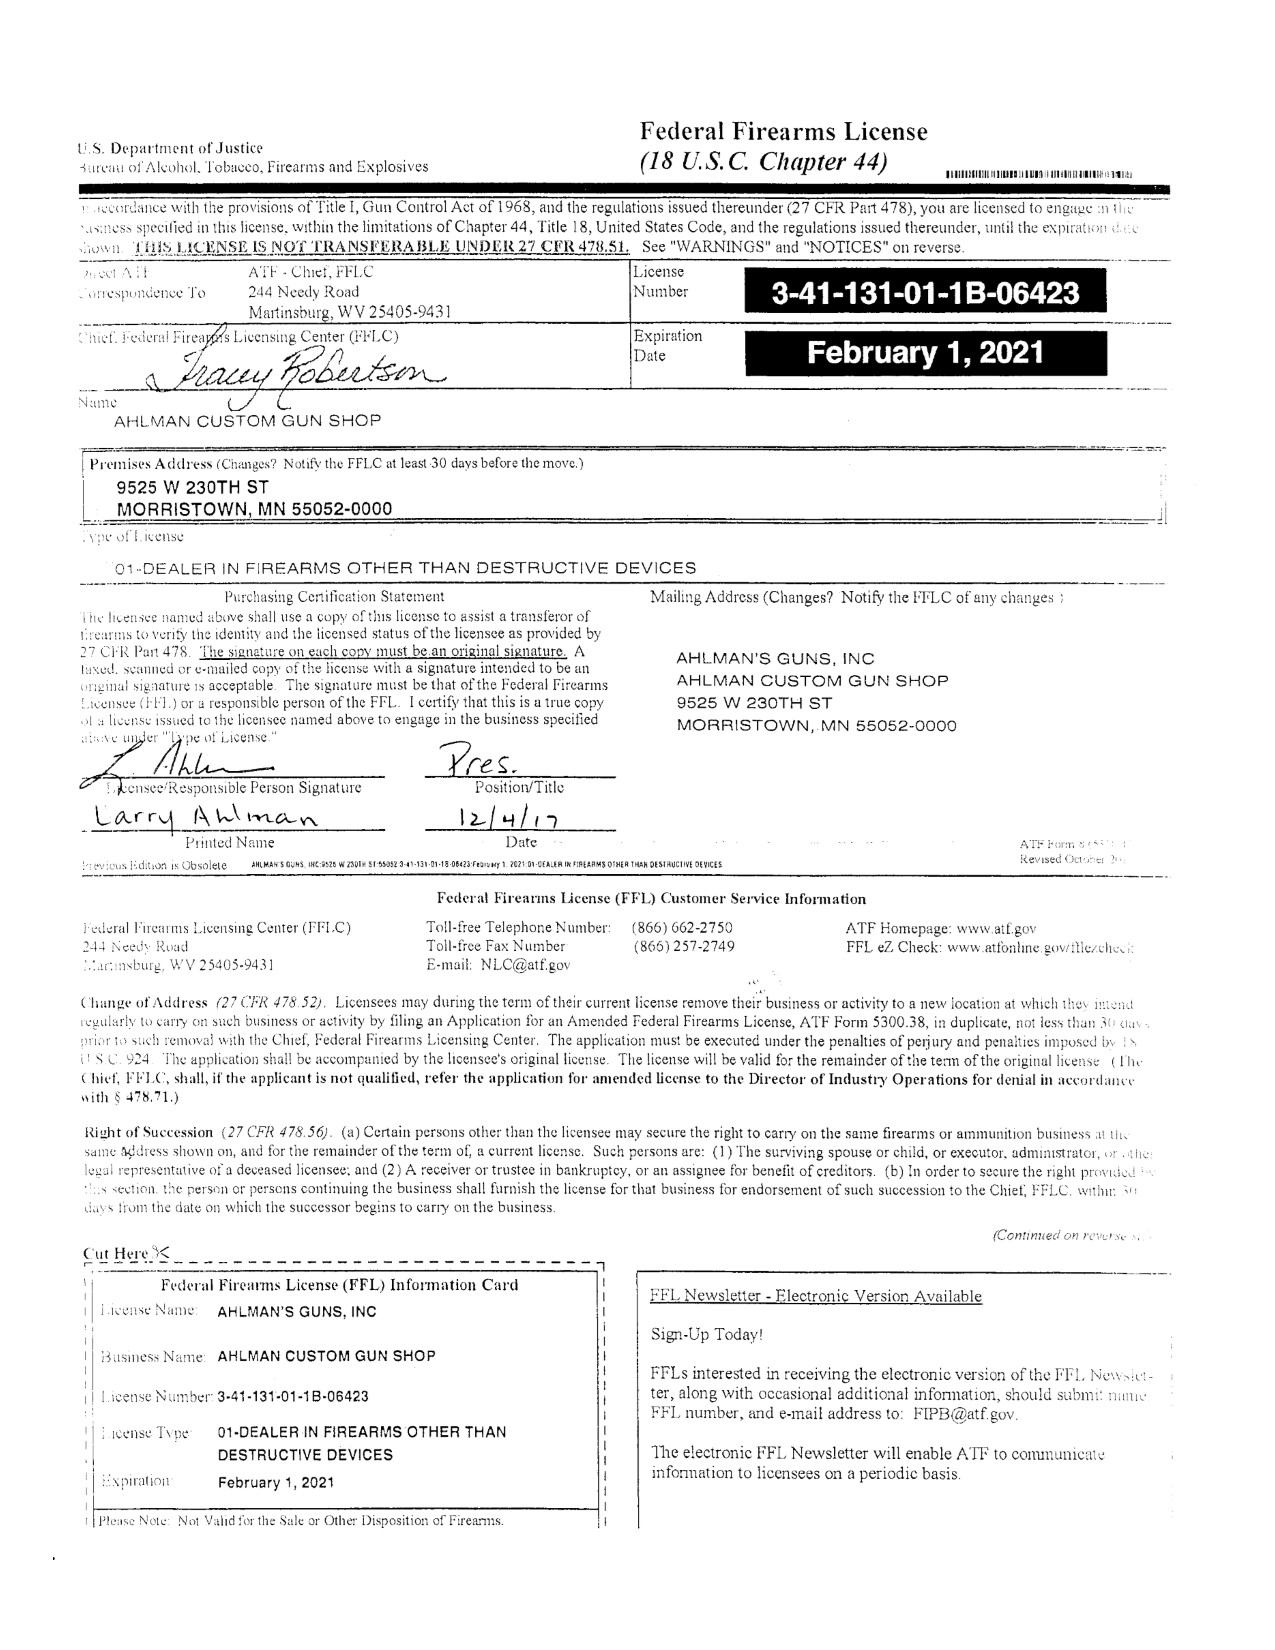 U.S. Department of Justice
Bureau of Alcohol, Tobacco, Firearms and Explosives
Federal Firearms License
(18 U.S.C. Chapter 44)
accordance with the provisions of Title I, Gun Control Act of 1968, and the regulations issued thereunder (27 CFR Part 478), you are licensed to engage in the
business specified in this license, within the limitations of Chapter 44, Title 18, United States Code, and the regulations issued thereunder, until the expiration date
shown. THIS LICENSE IS NOT TRANSFERABLE UNDER 27 CFR 478.51. See "WARNINGS" and "NOTICES" on reverse.
Direct ATF ATF - Chief, FFLC
Correspondence To 244 Needy Road
Martinsburg, WV 25405-9431
License
Number
3-41-131-01-1B-06423
Chief, Federal Firearms Licensing Center (FFLC)
Tracey Robertson
Expiration
Date
February 1, 2021
Name
AHLMAN CUSTOM GUN SHOP
Premises Address (Changes? Notify the FFLC at least 30 days before the move.)
9525 W 230TH ST
MORRISTOWN, MN 55052-0000
Type of License
01-DEALER IN FIREARMS OTHER THAN DESTRUCTIVE DEVICES
Purchasing Certification Statement
The licensee named above shall use a copy of this license to assist a transferor of
firearms to verify the identity and the licensed status of the licensee as provided by
27 CFR Part 478. The signature on each copy must be an original signature. A
faxed, scanned or e-mailed copy of the license with a signature intended to be an
original signature is acceptable. The signature must be that of the Federal Firearms
Licensee (FFL) or a responsible person of the FFL. I certify that this is a true copy
of a license issued to the licensee named above to engage in the business specified
above under "Type of License."
Mailing Address (Changes? Notify the FFLC of any changes.)
AHLMAN'S GUNS, INC
AHLMAN CUSTOM GUN SHOP
9525 W 230TH ST
MORRISTOWN, MN 55052-0000
L Ahlman Pres.
Licensee/Responsible Person Signature Position/Title
Larry Ahlman 12/4/17
Printed Name Date
ATF Form
Revised October
Previous Edition is Obsolete AHLMAN'S GUNS, INC:9525 W 230TH ST:55052:3-41-131-01-1B-06423:February 1, 2021:01-DEALER IN FIREARMS OTHER THAN DESTRUCTIVE DEVICES
Federal Firearms License (FFL) Customer Service Information
Federal Firearms Licensing Center (FFLC) Toll-free Telephone Number: (866) 662-2750 ATF Homepage: www.atf.gov
244 Needy Road Toll-free Fax Number (866) 257-2749 FFL eZ Check: www.atfonline.gov/fflezcheck
Martinsburg, WV 25405-9431 E-mail: NLC@atf.gov
Change of Address (27 CFR 478.52). Licensees may during the term of their current license remove their business or activity to a new location at which they intend
regularly to carry on such business or activity by filing an Application for an Amended Federal Firearms License, ATF Form 5300.38, in duplicate, not less than 30 days
prior to such removal with the Chief, Federal Firearms Licensing Center. The application must be executed under the penalties of perjury and penalties imposed by 18
U.S.C. 924. The application shall be accompanied by the licensee's original license. The license will be valid for the remainder of the term of the original license. (The
Chief, FFLC, shall, if the applicant is not qualified, refer the application for amended license to the Director of Industry Operations for denial in accordance
with § 478.71.)
Right of Succession (27 CFR 478.56). (a) Certain persons other than the licensee may secure the right to carry on the same firearms or ammunition business at the
same address shown on, and for the remainder of the term of, a current license. Such persons are: (1) The surviving spouse or child, or executor, administrator, or other
legal representative of a deceased licensee; and (2) A receiver or trustee in bankruptcy, or an assignee for benefit of creditors. (b) In order to secure the right provided by
this section, the person or persons continuing the business shall furnish the license for that business for endorsement of such succession to the Chief, FFLC, within 30
days from the date on which the successor begins to carry on the business.
(Continued on reverse
Cut Here
Federal Firearms License (FFL) Information Card
License Name: AHLMAN'S GUNS, INC
Business Name: AHLMAN CUSTOM GUN SHOP
License Number: 3-41-131-01-1B-06423
License Type: 01-DEALER IN FIREARMS OTHER THAN
DESTRUCTIVE DEVICES
Expiration: February 1, 2021
Please Note: Not Valid for the Sale or Other Disposition of Firearms.
FFL Newsletter - Electronic Version Available
Sign-Up Today!
FFLs interested in receiving the electronic version of the FFL Newslet-
ter, along with occasional additional information, should submit name
FFL number, and e-mail address to: FIPB@atf.gov.
The electronic FFL Newsletter will enable ATF to communicate
information to licensees on a periodic basis.